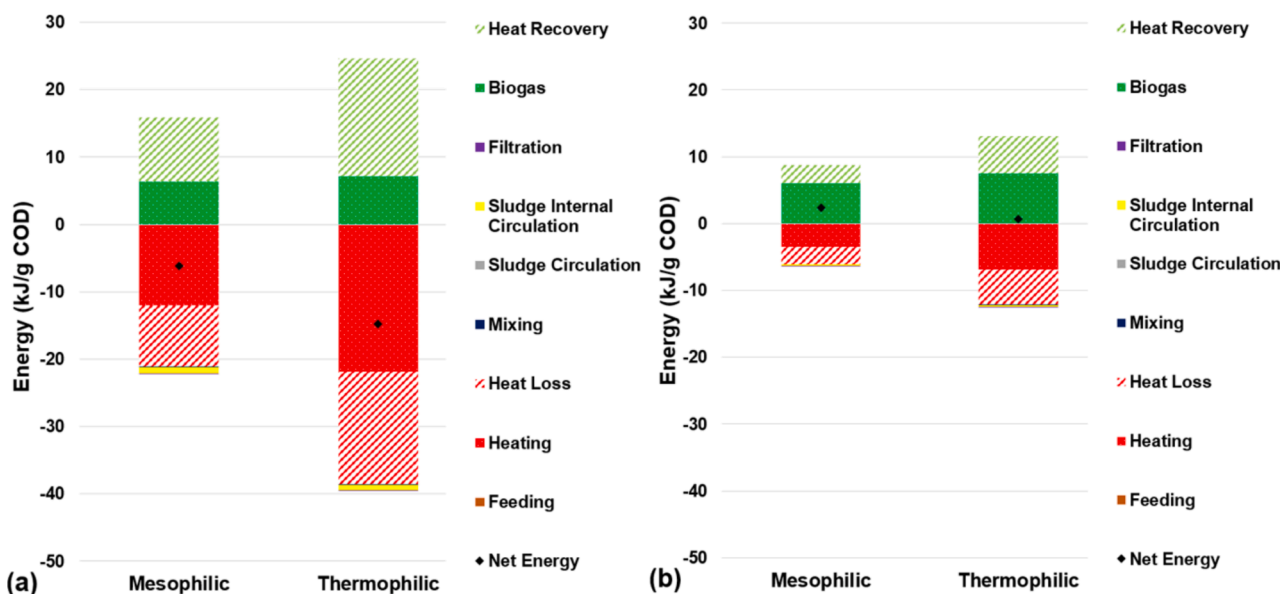 Energy (kJ/g COD)
30
20
10
0
-10
-20
-30
-40
-50
Mesophilic
Thermophilic
(a)
Heat Recovery
Biogas
Filtration
Sludge Internal
Circulation
Sludge Circulation
Mixing
Heat Loss
Heating
Feeding
Net Energy
Energy (kJ/g COD)
30
20
10
0
-10
-20
-30
-40
-50
Mesophilic
Thermophilic
(b)
Heat Recovery
Biogas
Filtration
Sludge Internal
Circulation
Sludge Circulation
Mixing
Heat Loss
Heating
Feeding
Net Energy